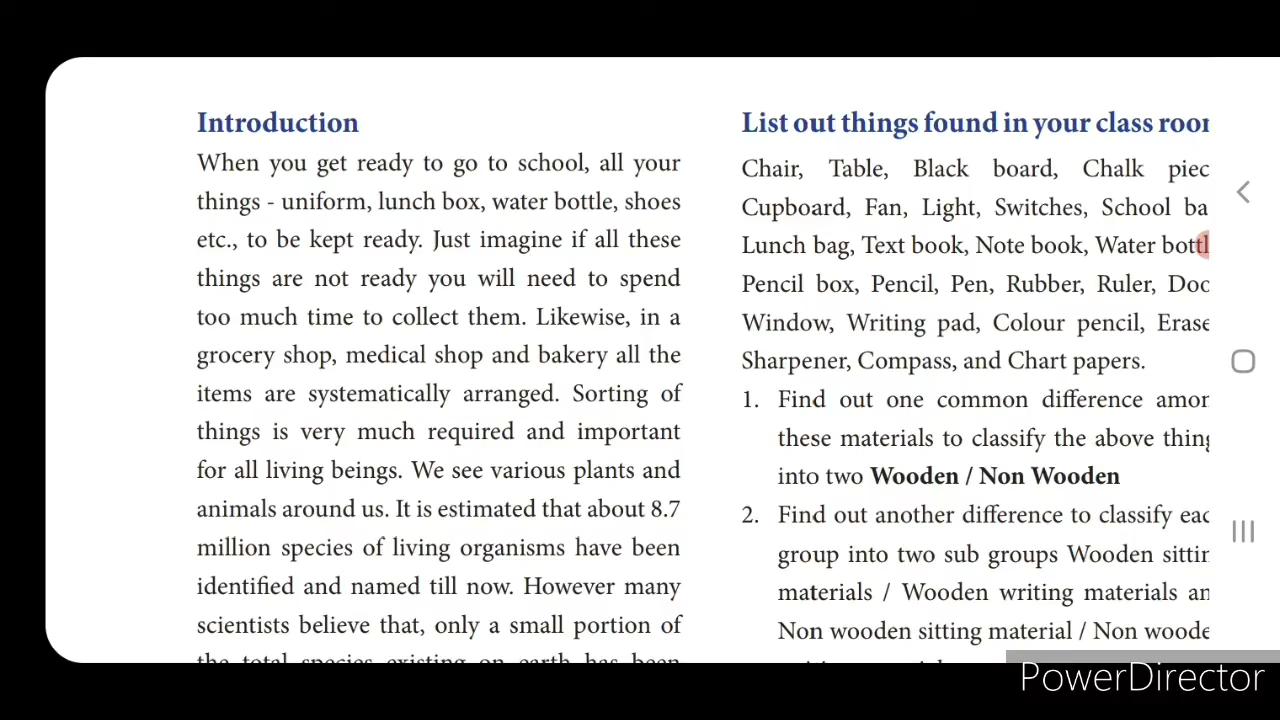 Introduction
When you get ready to go to school, all your
things - uniform, lunch box, water bottle, shoes
etc., to be kept ready. Just imagine if all these
things are not ready you will need to spend
too much time to collect them. Likewise, in a
grocery shop, medical shop and bakery all the
items are systematically arranged. Sorting of
things is very much required and important
for all living beings. We see various plants and
animals around us. It is estimated that about 8.7
million species of living organisms have been
identified and named till now. However many
scientists believe that, only a small portion of
the total species existing on earth has been
List out things found in your class
Chair, Table, Black board, Chalk
Cupboard, Fan, Light, Switches, School
Lunch bag, Text book, Note book, Water
Pencil box, Pencil, Pen, Rubber, Ruler,
Window, Writing pad, Colour pencil,
Sharpener, Compass, and Chart papers.
1. Find out one common difference
these materials to classify the above
into two Wooden / Non Wooden
2. Find out another difference to classify
group into two sub groups Wooden
materials / Wooden writing materials
Non wooden sitting material / Non
PowerDirector